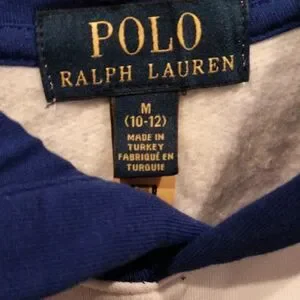 POLO
RALPH LAUREN
M
(10-12)
MADE IN
TURKEY
FABRIQUÉ EN
TURQUIE